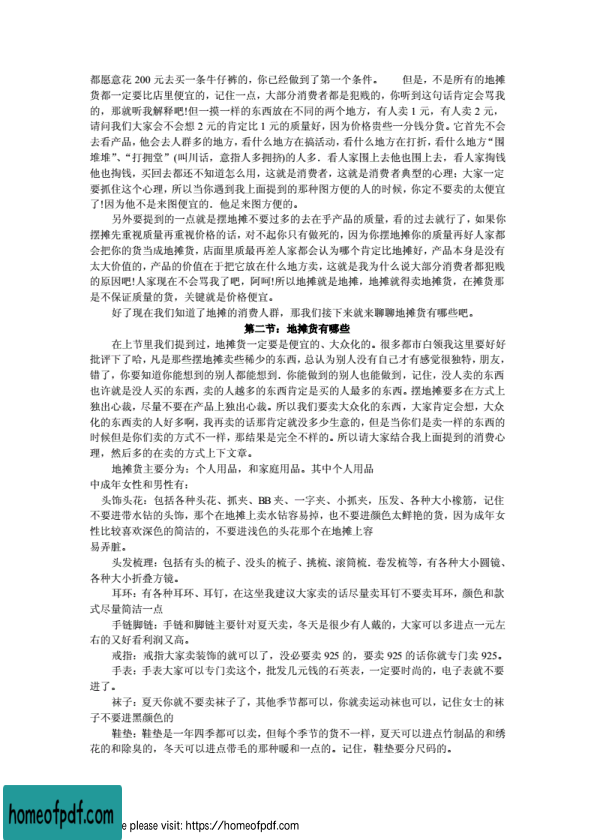 都愿意花 200 元去买一条牛仔裤的，你已经做到了第一个条件。 但是，不是所有的地摊
货都一定要比店里便宜的，记住一点，大部分消费者都是犯贱的，你听到这句话肯定会骂我
的，那就听我解释吧!但一摸一样的东西放在不同的两个地方，有人卖 1 元，有人卖 2 元，
请问我们大家会不会想 2 元的肯定比 1 元的质量好，因为价格贵些一分钱分货。它首先不会
去看产品，他会去人群多的地方，看什么地方在搞活动，看什么地方在打折，看什么地方“围
堆堆”、“打拥堂”(叫川话，意指人多拥挤)的人多．看人家围上去他也围上去，看人家掏钱
他也掏钱，买回去都还不知道怎么用，这就是消费者，这就是消费者典型的心理；大家一定
要抓住这个心理，所以当你遇到我上面提到的那种图方便的人的时候，你定不要卖的太便宜
了!因为他不是来图便宜的．他足来图方便的。
另外要提到的一点就是摆地摊不要过多的去在乎产品的质量，看的过去就行了，如果你
摆摊先重视质量再重视价格的话，对不起你只有做死的，因为你摆地摊你的质量再好人家都
会把你的货当成地摊货，店面里质最再差人家都会认为哪个肯定比地摊好，产品本身是没有
太大价值的，产品的价值在于把它放在什么地方卖，这就是我为什么说大部分消费者都犯贱
的原因吧!人家现在不会骂我了吧，阿呵!所以地摊就是地摊，地摊就得卖地摊货，在摊货那
是不保证质量的货，关键就是价格便宜。
好了现在我们知道了地摊的消费人群，那我们接下来就来聊聊地摊货有哪些吧。
第二节：地摊货有哪些
在上节里我们提到过，地摊货一定要是便宜的、大众化的。很多都市白领我这里要好好
批评下了哈，凡是那些摆地摊卖些稀少的东西，总认为别人没有自己才有感觉很独特，朋友，
错了，你要知道你能想到的别人都能想到．你能做到的别人也能做到，记住，没人卖的东西
也许就是没人买的东西，卖的人越多的东西肯定是买的人最多的东西。摆地摊要多在方式上
独出心裁，尽量不要在产品上独出心裁。所以我们要卖大众化的东西，大家肯定会想，大众
化的东西卖的人好多啊，我再卖的话那肯定就没多少生意的，但是当你们是卖一样的东西的
时候但是你们卖的方式不一样，那结果是完全不样的。所以请大家结合我上面提到的消费心
理，然后多的在卖的方式上下文章。
地摊货主要分为：个人用品，和家庭用品。其中个人用品
中成年女性和男性有：
头饰头花：包括各种头花、抓夹、BB 夹、一字夹、小抓夹，压发、各种大小橡筋，记住
不要进带水钻的头饰，那个在地摊上卖水钻容易掉，也不要进颜色太鲜艳的货，因为成年女
性比较喜欢深色的简洁的，不要进浅色的头花那个在地摊上容
易弄脏。
头发梳理：包括有头的梳子、没头的梳子、挑梳、滚筒梳．卷发梳等，有各种大小圆镜、
各种大小折叠方镜。
耳环：有各种耳环、耳钉，在这坐我建议大家卖的话尽量卖耳钉不要卖耳环，颜色和款
式尽量简洁一点
手链脚链：手链和脚链主要针对夏天卖，冬天是很少有人戴的，大家可以多进点一元左
右的又好看利润又高。
戒指：戒指大家卖装饰的就可以了，没必要卖 925 的，要卖 925 的话你就专门卖 925。
手表：手表大家可以专门卖这个，批发几元钱的石英表，一定要时尚的，电子表就不要
进了。
袜子：夏天你就不要卖袜子了，其他季节都可以，你就卖运动袜也可以，记住女士的袜
子不要进黑颜色的
鞋垫：鞋垫是一年四季都可以卖，但每个季节的货不一样，夏天可以进点竹制品的和绣
花的和除臭的，冬天可以进点带毛的那种暖和一点的。记住，鞋垫要分尺码的。
homeofpdf.com
e please visit: https://homeofpdf.com